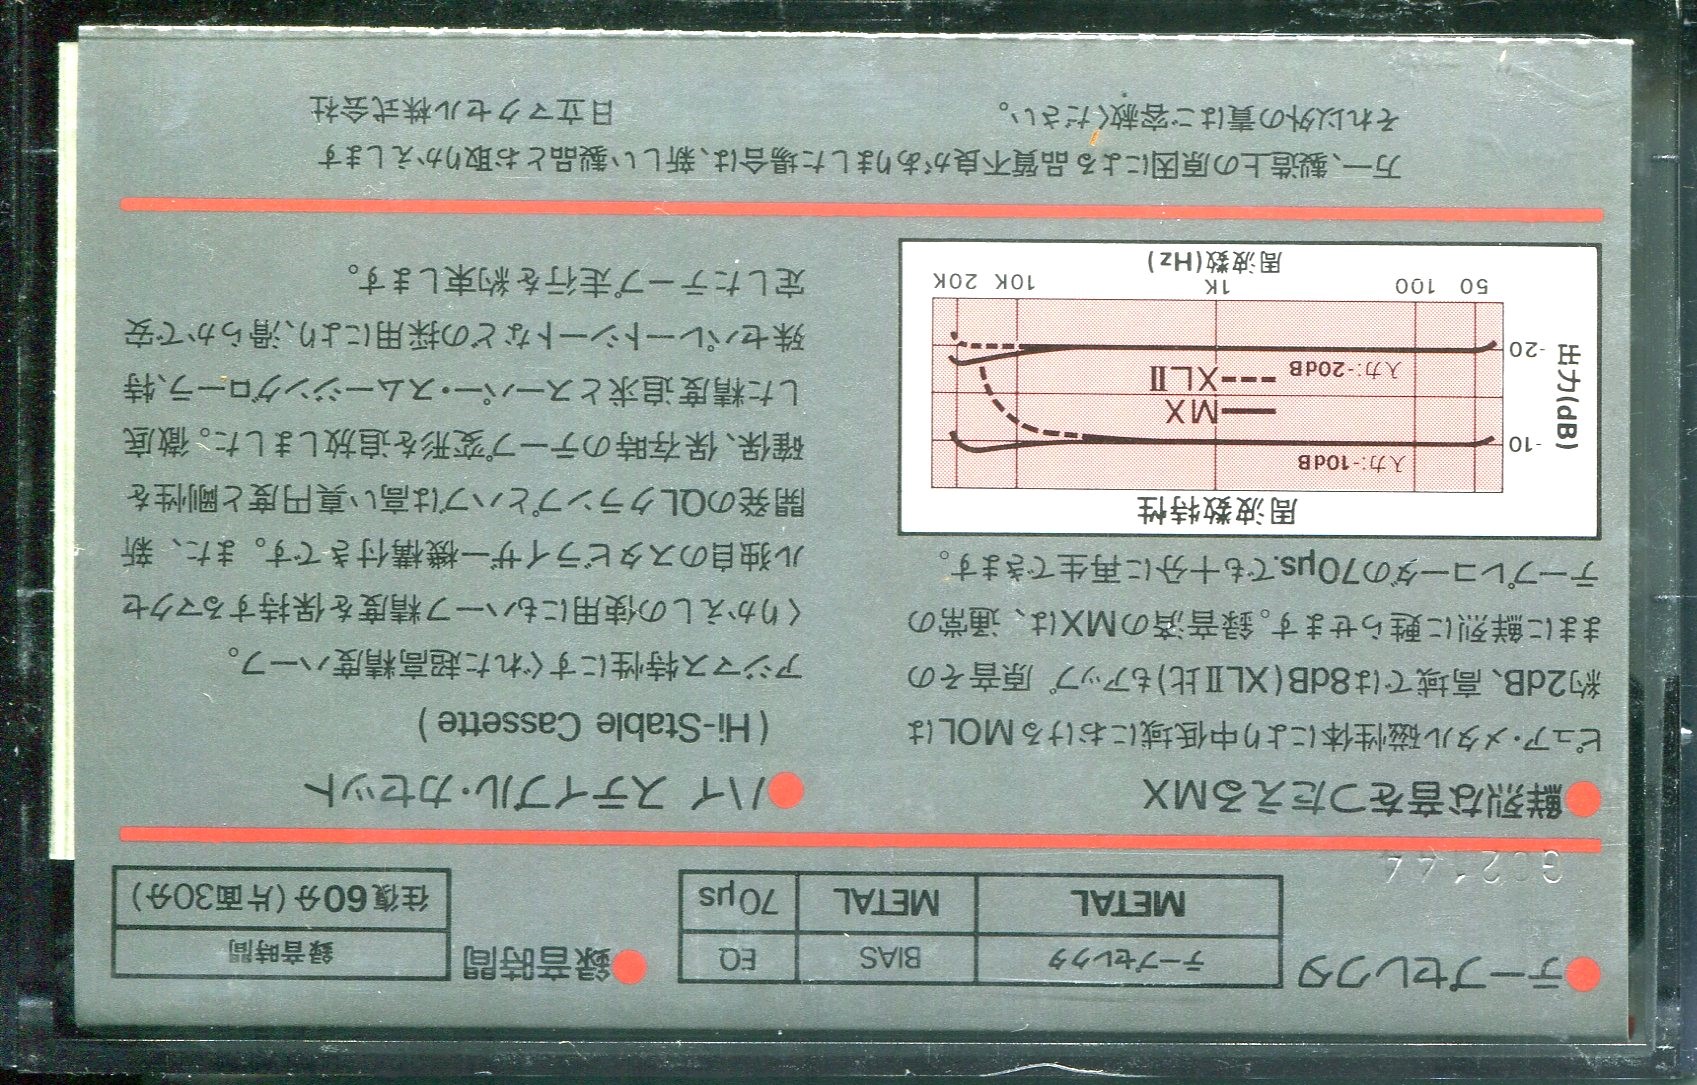 ●テープセレクタ
テープセレクタ BIAS EQ
METAL METAL 70μs
●録音時間
録音時間
往復60分(片面30分)
●鮮烈な音をつたえるMX
ピュア・メタル磁性体により中低域におけるMOLは
約2dB、高域では8dB(XLⅡ比)もアップ 原音その
ままに鮮烈に甦らせます。録音済のMXは、通常の
テープレコーダの70μs.でも十分に再生できます。
周波数特性
出力(dB)
-10
-20
入力:-10dB
MX
XLⅡ
入力:-20dB
50 100 1K 10K 20K
周波数(Hz)
●ハイ ステイブル・カセット
(Hi-Stable Cassette)
アジマス特性にすぐれた超高精度ハーフ。
くりかえしの使用にもハーフ精度を保持するマクセ
ル独自のスタビライザー機構付きです。また、新
開発のQLクランプとハブは高い真円度と剛性を
確保、保存時のテープ変形を追放しました。徹底
した精度追求とスーパー・スムージングローラ、特
殊セパレートシートなどの採用により、滑らかで安
定したテープ走行を約束します。
万一、製造上の原因による品質不良がありました場合は、新しい製品とお取りかえします
それ以外の責はご容赦ください。
日立マクセル株式会社